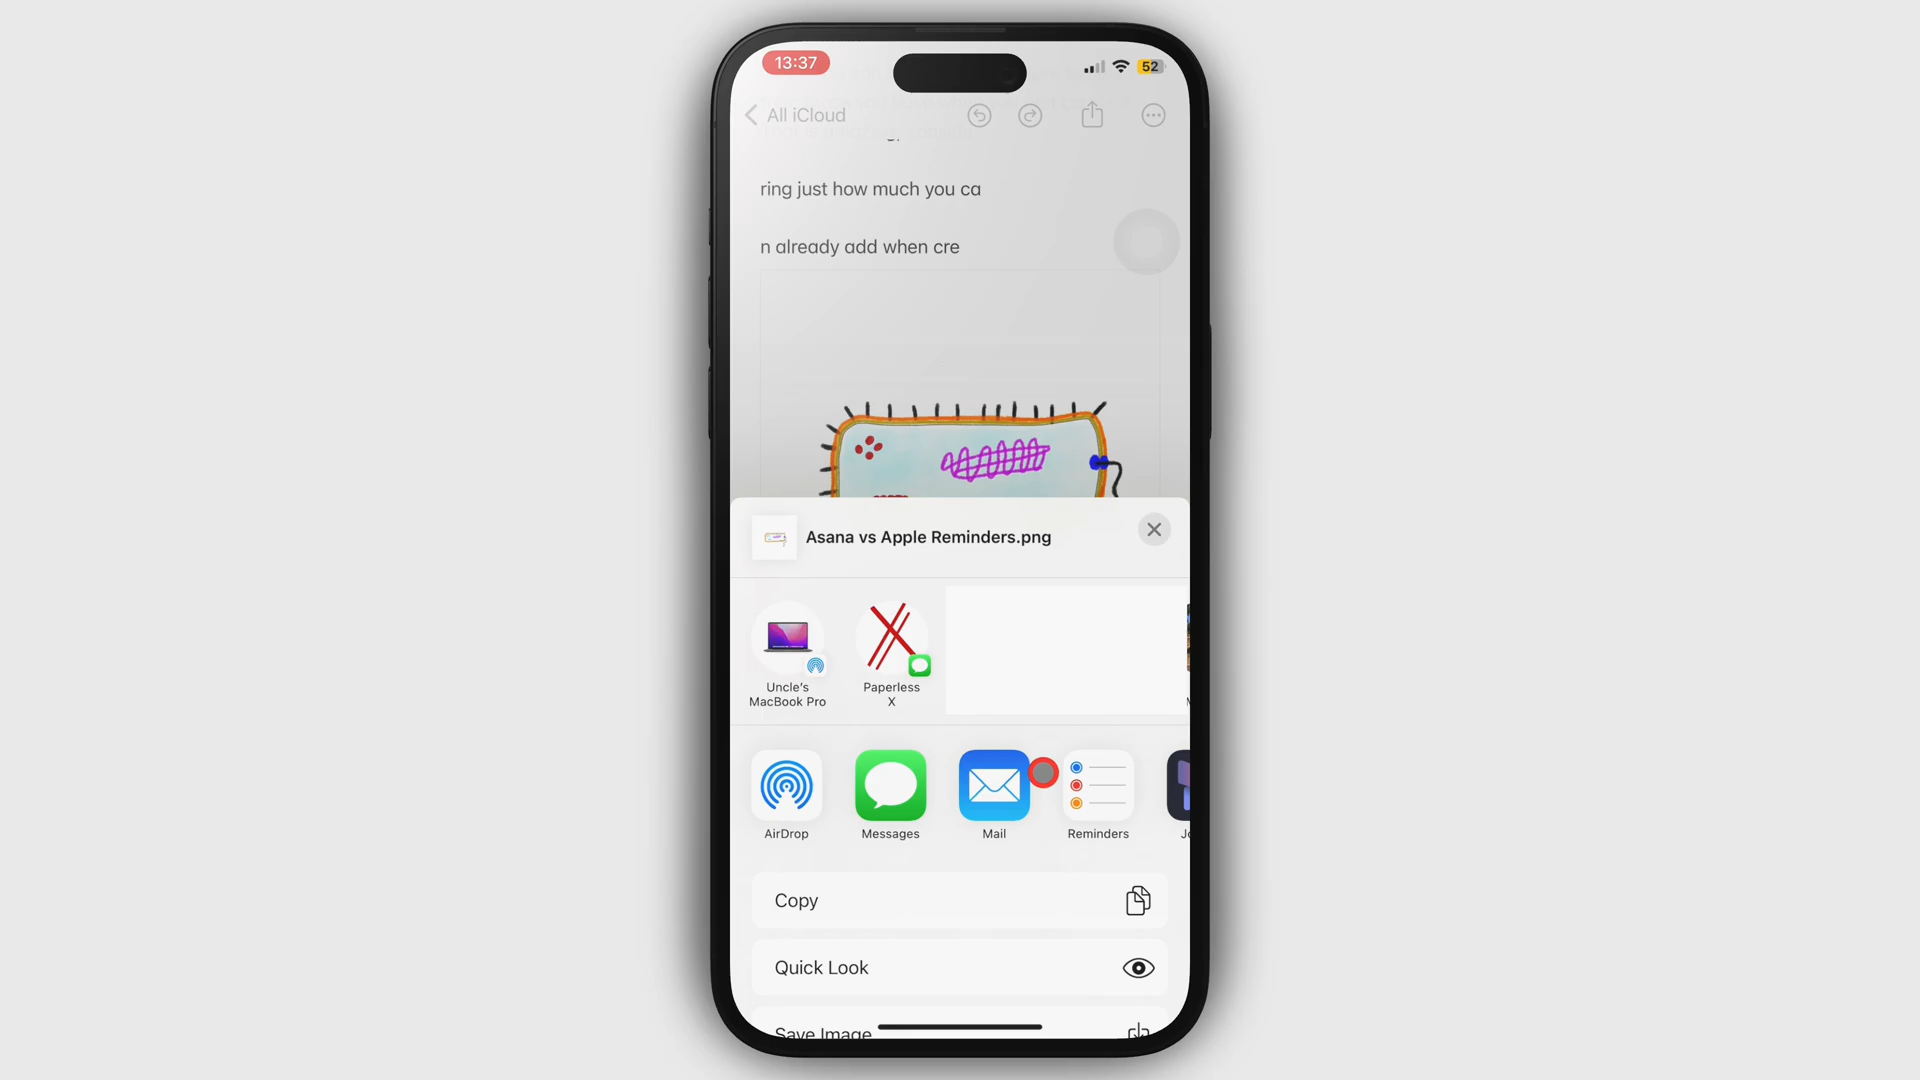 13:37
52
All iCloud
ring just how much you ca
n already add when cre
Asana vs Apple Reminders.png
Uncle's
MacBook Pro
Paperless
X
AirDrop
Messages
Mail
Reminders
Copy
Quick Look
Save Image